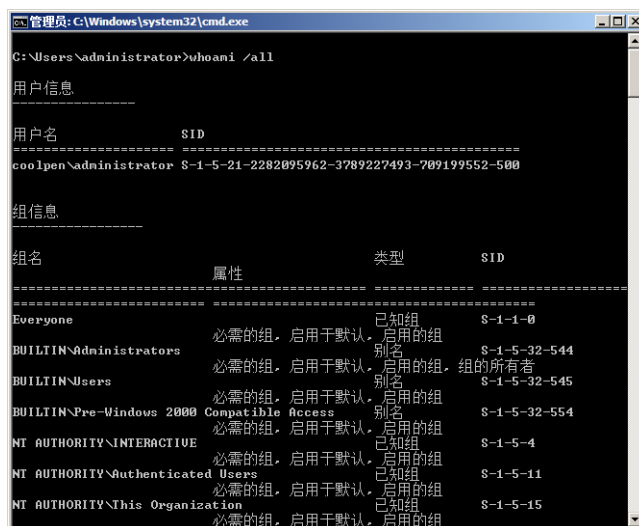 管理员: C:\Windows\system32\cmd.exe
C:\Users\administrator>whoami /all
用户信息
----------------
用户名 SID
===================== ============================================
coolpen\administrator S-1-5-21-2282095962-3789227493-709199552-500
组信息
-----------------
组名 类型 SID
属性
========================================== ============ ===================
======================== ========================================
Everyone 已知组 S-1-1-0
必需的组, 启用于默认, 启用的组
BUILTIN\Administrators 别名 S-1-5-32-544
必需的组, 启用于默认, 启用的组, 组的所有者
BUILTIN\Users 别名 S-1-5-32-545
必需的组, 启用于默认, 启用的组
BUILTIN\Pre-Windows 2000 Compatible Access 别名 S-1-5-32-554
必需的组, 启用于默认, 启用的组
NT AUTHORITY\INTERACTIVE 已知组 S-1-5-4
必需的组, 启用于默认, 启用的组
NT AUTHORITY\Authenticated Users 已知组 S-1-5-11
必需的组, 启用于默认, 启用的组
NT AUTHORITY\This Organization 已知组 S-1-5-15
必需的组, 启用于默认, 启用的组